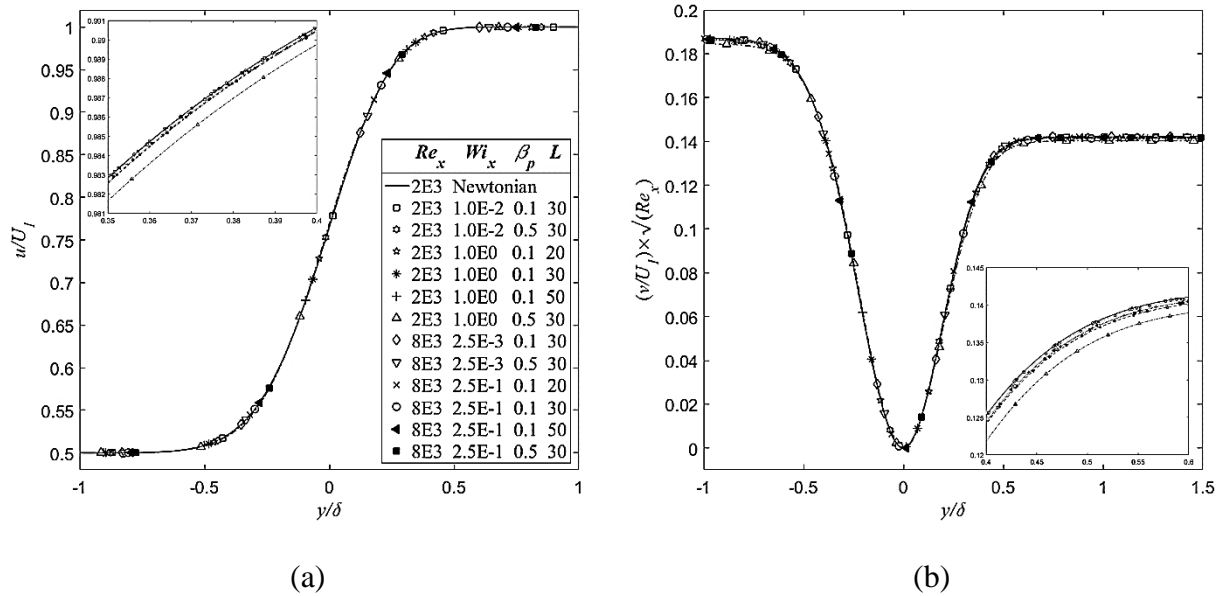 0.991
0.99
0.989
0.988
0.987
0.986
0.985
0.984
0.983
0.982
0.981
0.35 0.36 0.37 0.38 0.39 0.4
1
0.95
0.9
0.85
0.8
0.75
0.7
0.65
0.6
0.55
0.5
u/U_1
Re_x Wi_x β_p L
2E3 Newtonian
2E3 1.0E-2 0.1 30
2E3 1.0E-2 0.5 30
2E3 1.0E0 0.1 20
2E3 1.0E0 0.1 30
2E3 1.0E0 0.1 50
2E3 1.0E0 0.5 30
8E3 2.5E-3 0.1 30
8E3 2.5E-3 0.5 30
8E3 2.5E-1 0.1 20
8E3 2.5E-1 0.1 30
8E3 2.5E-1 0.1 50
8E3 2.5E-1 0.5 30
-1 -0.5 0 0.5 1
y/δ
(a)
0.2
0.18
0.16
0.14
0.12
0.1
0.08
0.06
0.04
0.02
0
(v/U_1)×√(Re_x)
0.145
0.14
0.135
0.13
0.125
0.12
0.4 0.45 0.5 0.55 0.6
-1 -0.5 0 0.5 1 1.5
y/δ
(b)